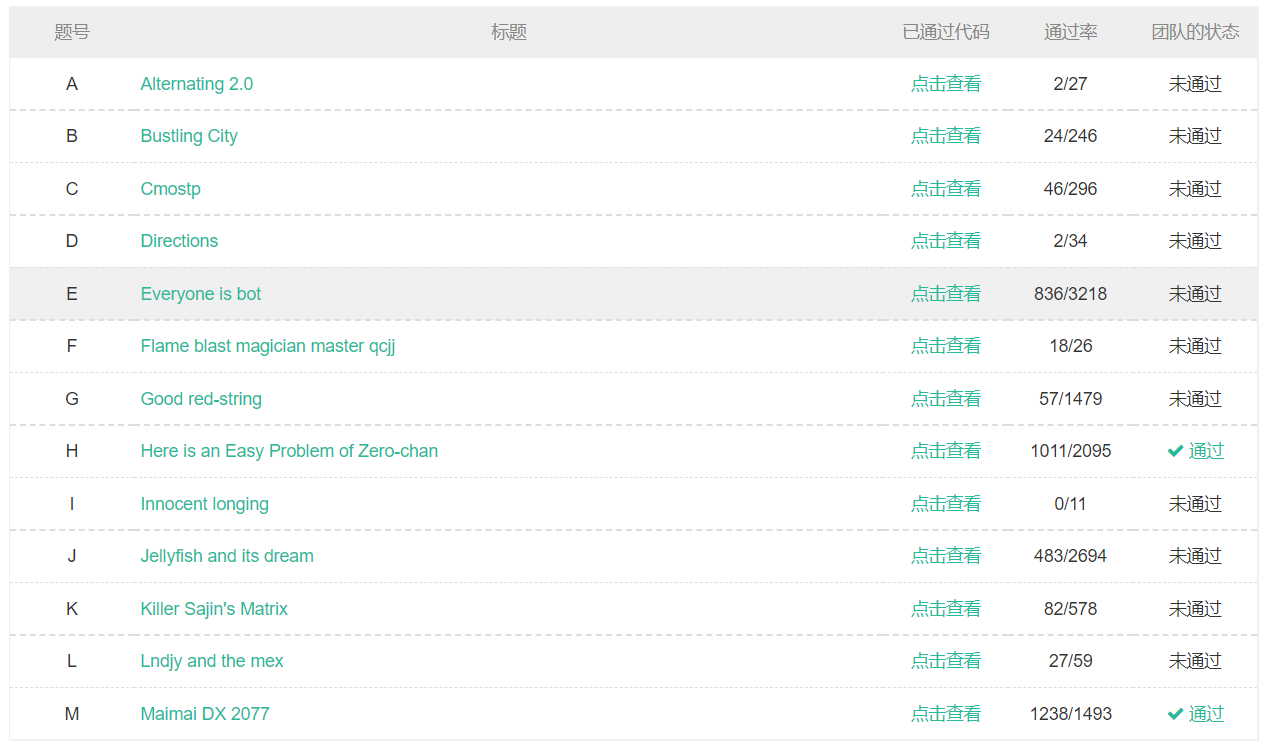 题号 标题 已通过代码 通过率 团队的状态
A Alternating 2.0 点击查看 2/27 未通过
B Bustling City 点击查看 24/246 未通过
C Cmostp 点击查看 46/296 未通过
D Directions 点击查看 2/34 未通过
E Everyone is bot 点击查看 836/3218 未通过
F Flame blast magician master qcjj 点击查看 18/26 未通过
G Good red-string 点击查看 57/1479 未通过
H Here is an Easy Problem of Zero-chan 点击查看 1011/2095 ✔ 通过
I Innocent longing 点击查看 0/11 未通过
J Jellyfish and its dream 点击查看 483/2694 未通过
K Killer Sajin's Matrix 点击查看 82/578 未通过
L Lndjy and the mex 点击查看 27/59 未通过
M Maimai DX 2077 点击查看 1238/1493 ✔ 通过